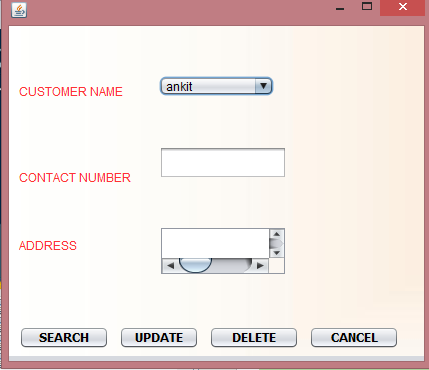 CUSTOMER NAME ankit
CONTACT NUMBER
ADDRESS
SEARCH UPDATE DELETE CANCEL